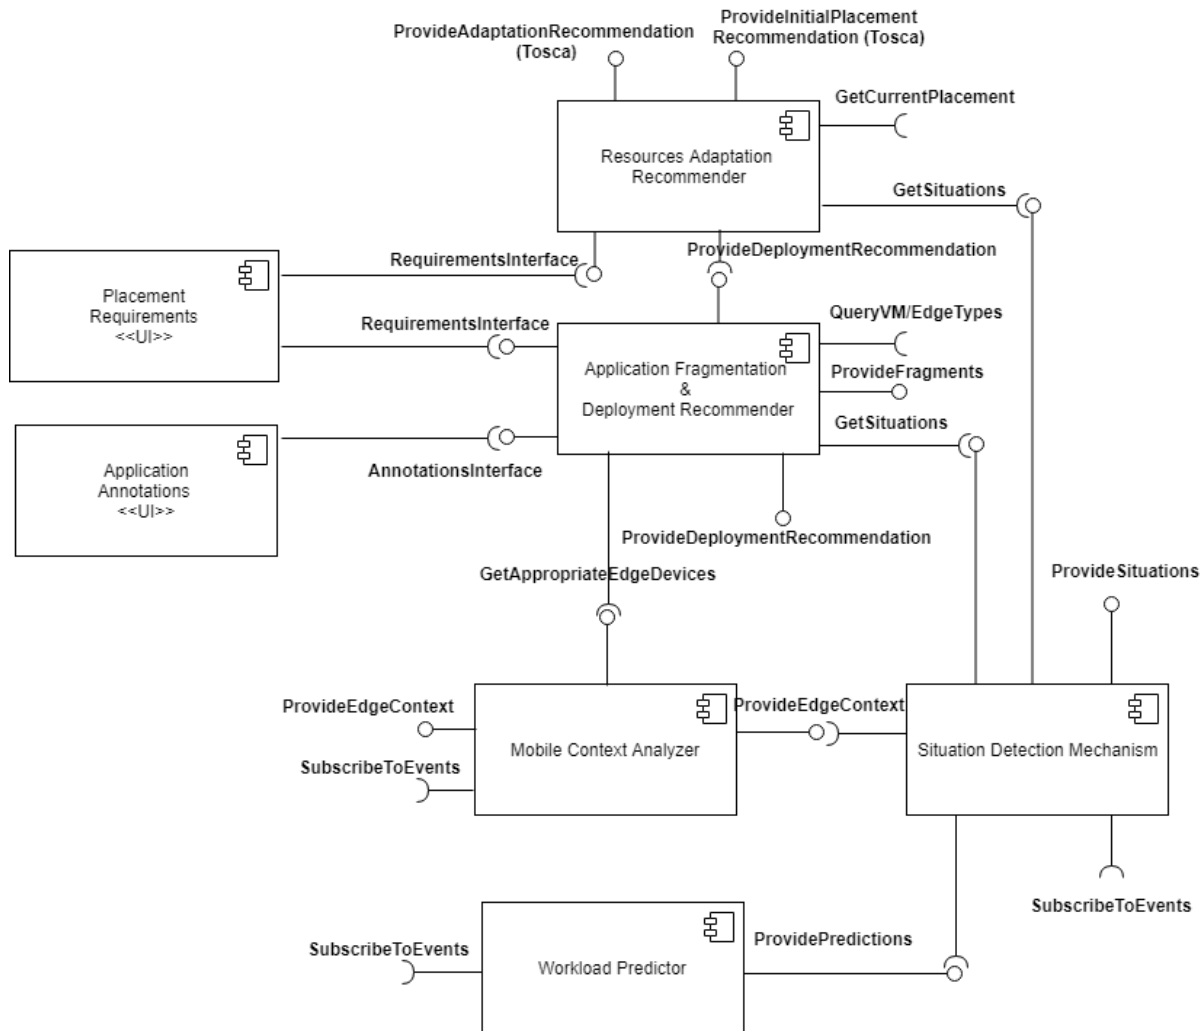 ProvideAdaptationRecommendation
(Tosca)
ProvideInitialPlacement
Recommendation (Tosca)
GetCurrentPlacement
Resources Adaptation
Recommender
GetSituations
ProvideDeploymentRecommendation
RequirementsInterface
Placement
Requirements
<<UI>>
RequirementsInterface
QueryVM/EdgeTypes
Application Fragmentation
&
Deployment Recommender
ProvideFragments
GetSituations
Application
Annotations
<<UI>>
AnnotationsInterface
ProvideDeploymentRecommendation
GetAppropriateEdgeDevices
ProvideSituations
ProvideEdgeContext
ProvideEdgeContext
Mobile Context Analyzer
Situation Detection Mechanism
SubscribeToEvents
SubscribeToEvents
ProvidePredictions
SubscribeToEvents
Workload Predictor